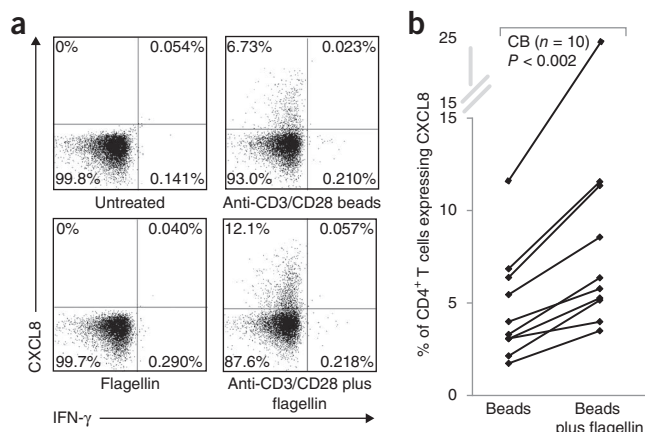 a
0% 0.054%
99.8% 0.141%
Untreated
6.73% 0.023%
93.0% 0.210%
Anti-CD3/CD28 beads
0% 0.040%
99.7% 0.290%
Flagellin
12.1% 0.057%
87.6% 0.218%
Anti-CD3/CD28 plus
flagellin
CXCL8
IFN-γ
b
CB (n = 10)
P < 0.002
% of CD4+ T cells expressing CXCL8
25
15
15
10
5
0
Beads
Beads
plus flagellin